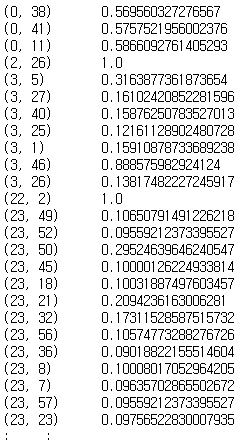 (0, 38) 0.569560327276567
(0, 41) 0.5757521956002376
(0, 11) 0.5866092761405293
(2, 26) 1.0
(3, 5) 0.3163877361873654
(3, 27) 0.16102420852281596
(3, 40) 0.15876250783527013
(3, 25) 0.12161128902480728
(3, 1) 0.15910878733689238
(3, 46) 0.888575982924124
(3, 26) 0.13817482227245917
(22, 2) 1.0
(23, 49) 0.10650791491226218
(23, 52) 0.09559212373395527
(23, 50) 0.29524639646240547
(23, 45) 0.10000126224933814
(23, 18) 0.10031887497603457
(23, 21) 0.2094236163006281
(23, 32) 0.17311528587515732
(23, 56) 0.10574773288276726
(23, 36) 0.09018822155514604
(23, 8) 0.10008017052964205
(23, 7) 0.09635702865502672
(23, 57) 0.09559212373395527
(23, 23) 0.09756522830007935
: :